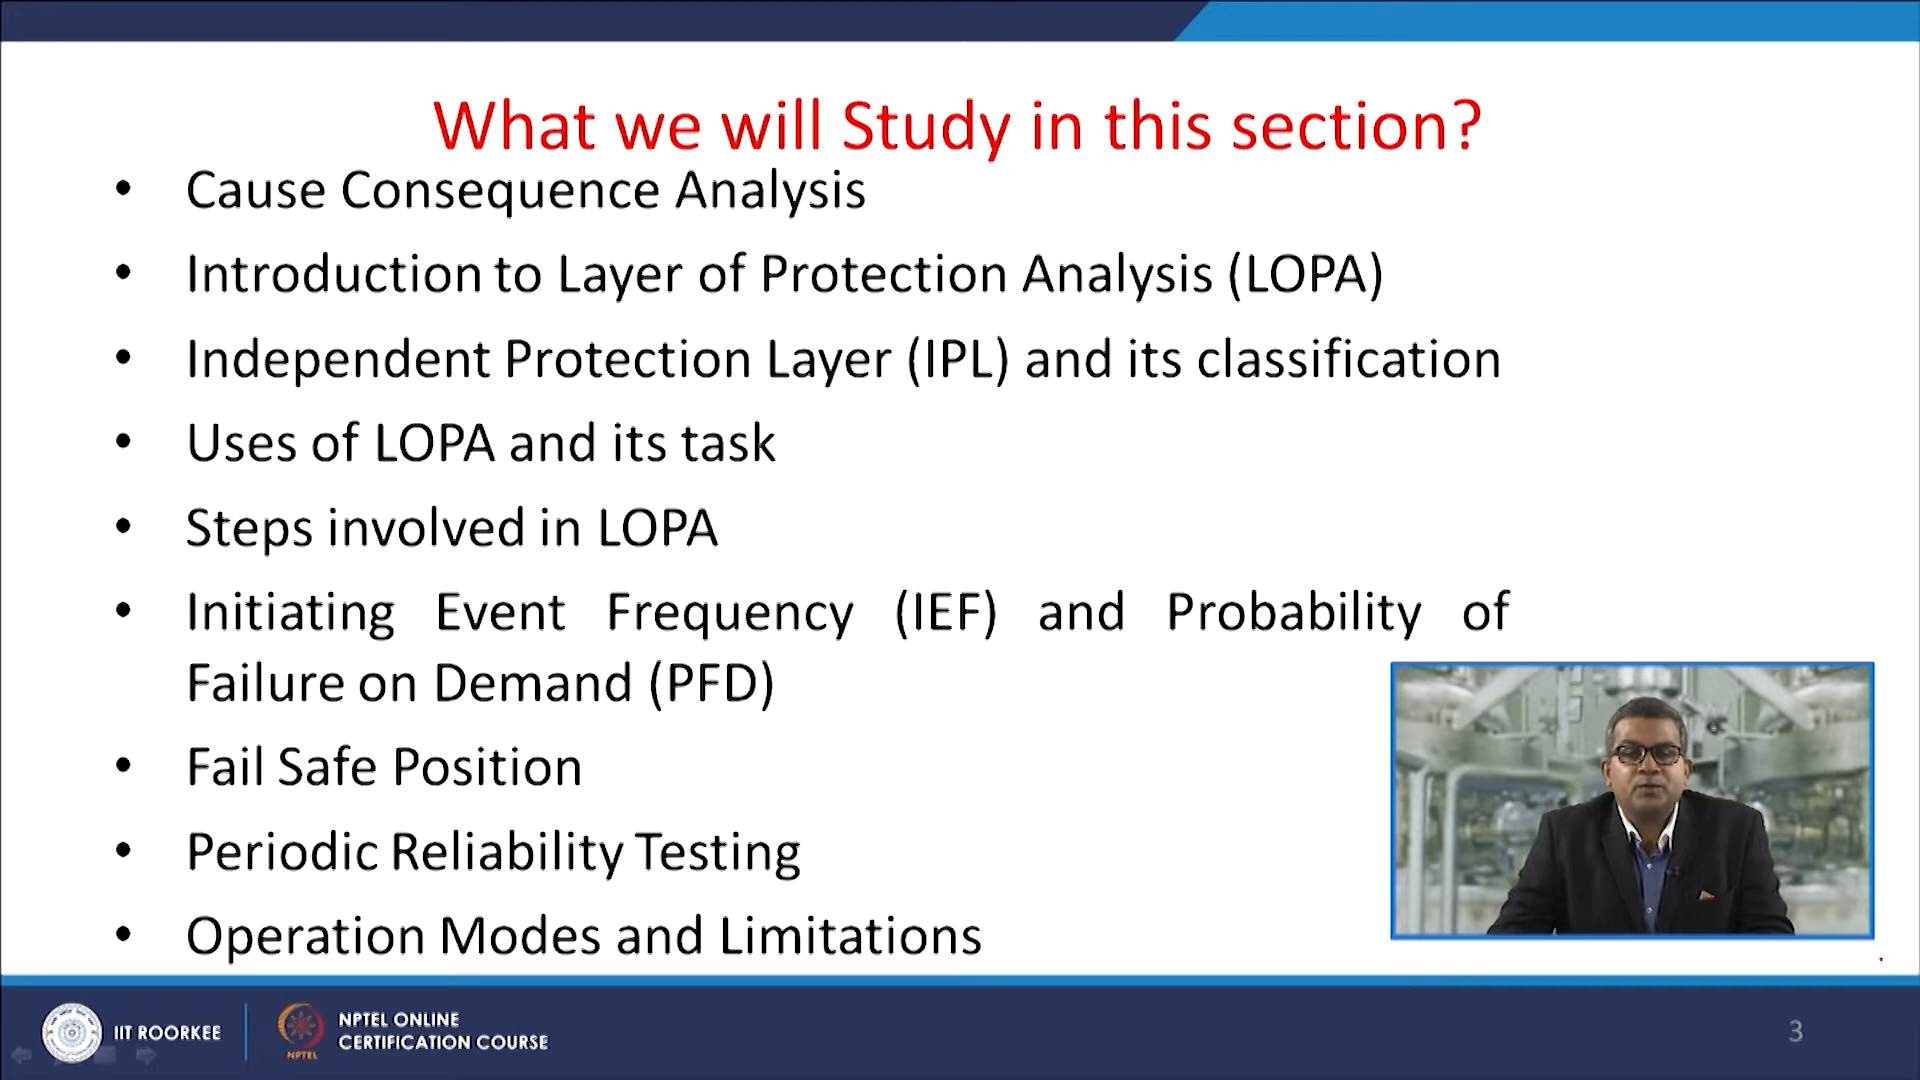 What we will Study in this section?
• Cause Consequence Analysis
• Introduction to Layer of Protection Analysis (LOPA)
• Independent Protection Layer (IPL) and its classification
• Uses of LOPA and its task
• Steps involved in LOPA
• Initiating Event Frequency (IEF) and Probability of
Failure on Demand (PFD)
• Fail Safe Position
• Periodic Reliability Testing
• Operation Modes and Limitations
IIT ROORKEE
NPTEL
NPTEL ONLINE
CERTIFICATION COURSE
3